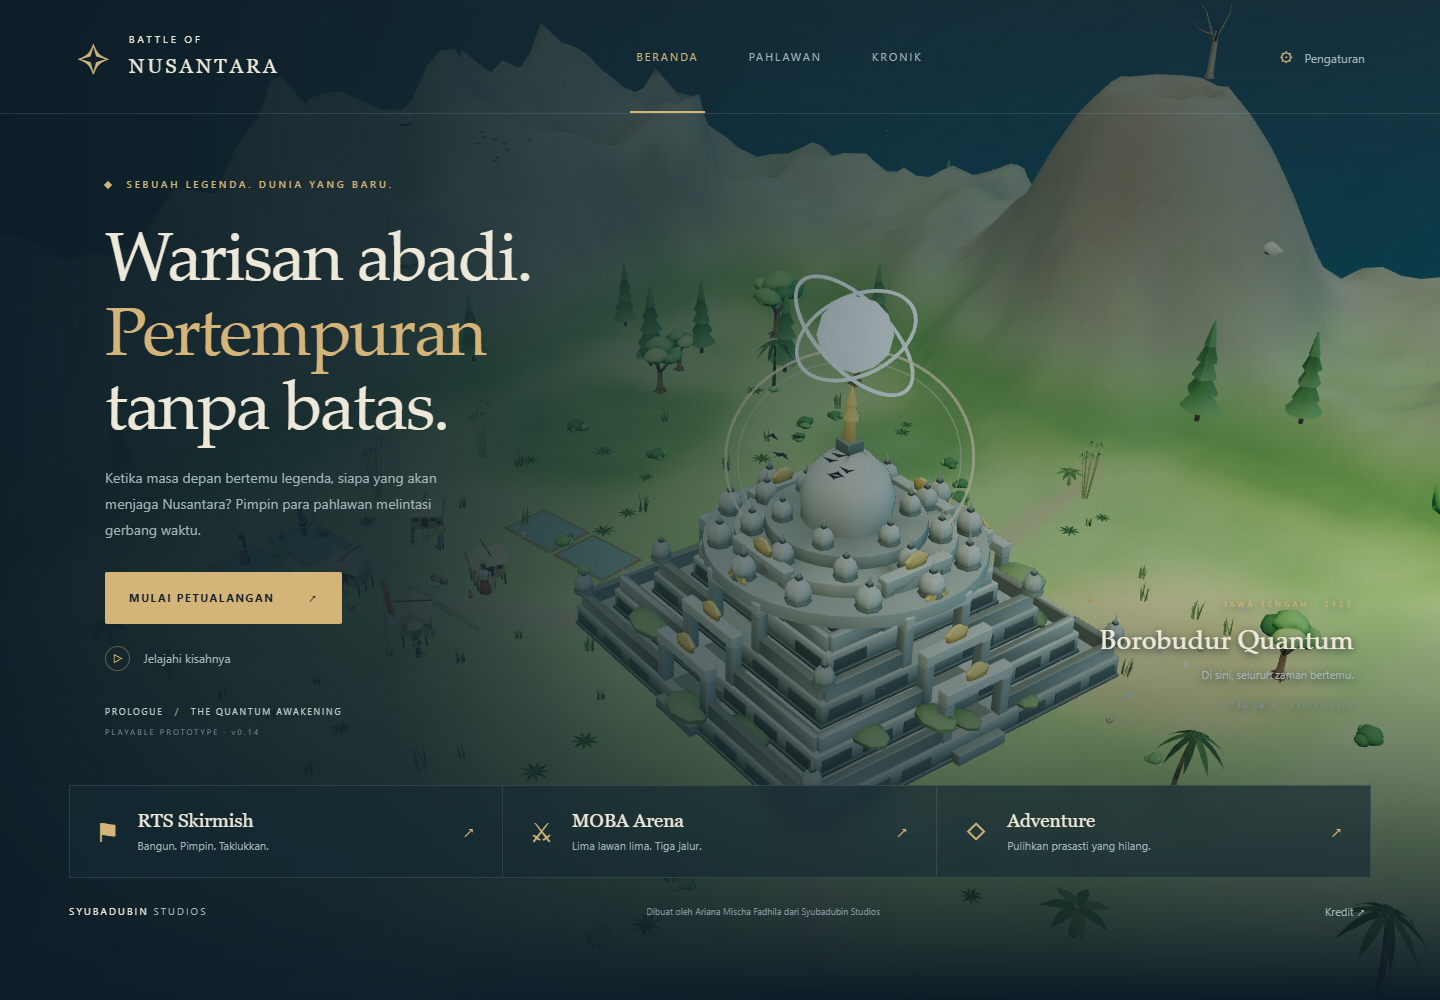 BATTLE OF
NUSANTARA
BERANDA
PAHLAWAN
KRONIK
Pengaturan
SEBUAH LEGENDA. DUNIA YANG BARU.
Warisan abadi.
Pertempuran
tanpa batas.
Ketika masa depan bertemu legenda, siapa yang akan
menjaga Nusantara? Pimpin para pahlawan melintasi
gerbang waktu.
MULAI PETUALANGAN ↗
Jelajahi kisahnya
PROLOGUE / THE QUANTUM AWAKENING
PLAYABLE PROTOTYPE · v0.14
JAWA TENGAH · 2125
Borobudur Quantum
Di sini, seluruh zaman bertemu.
RTS Skirmish
Bangun. Pimpin. Taklukkan.
MOBA Arena
Lima lawan lima. Tiga jalur.
Adventure
Pulihkan prasasti yang hilang.
SYUBADUBIN STUDIOS
Dibuat oleh Ariana Mischa Fadhila dari Syubadubin Studios
Kredit ↗